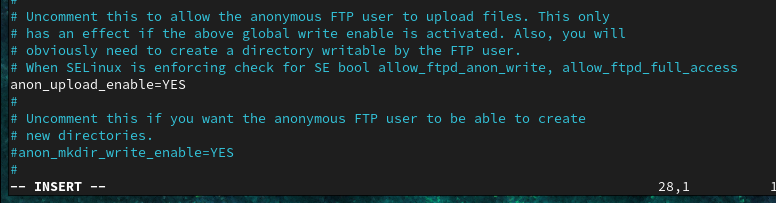 #
# Uncomment this to allow the anonymous FTP user to upload files. This only
# has an effect if the above global write enable is activated. Also, you will
# obviously need to create a directory writable by the FTP user.
# When SELinux is enforcing check for SE bool allow_ftpd_anon_write, allow_ftpd_full_access
anon_upload_enable=YES
#
# Uncomment this if you want the anonymous FTP user to be able to create
# new directories.
#anon_mkdir_write_enable=YES
#
-- INSERT -- 28,1 1